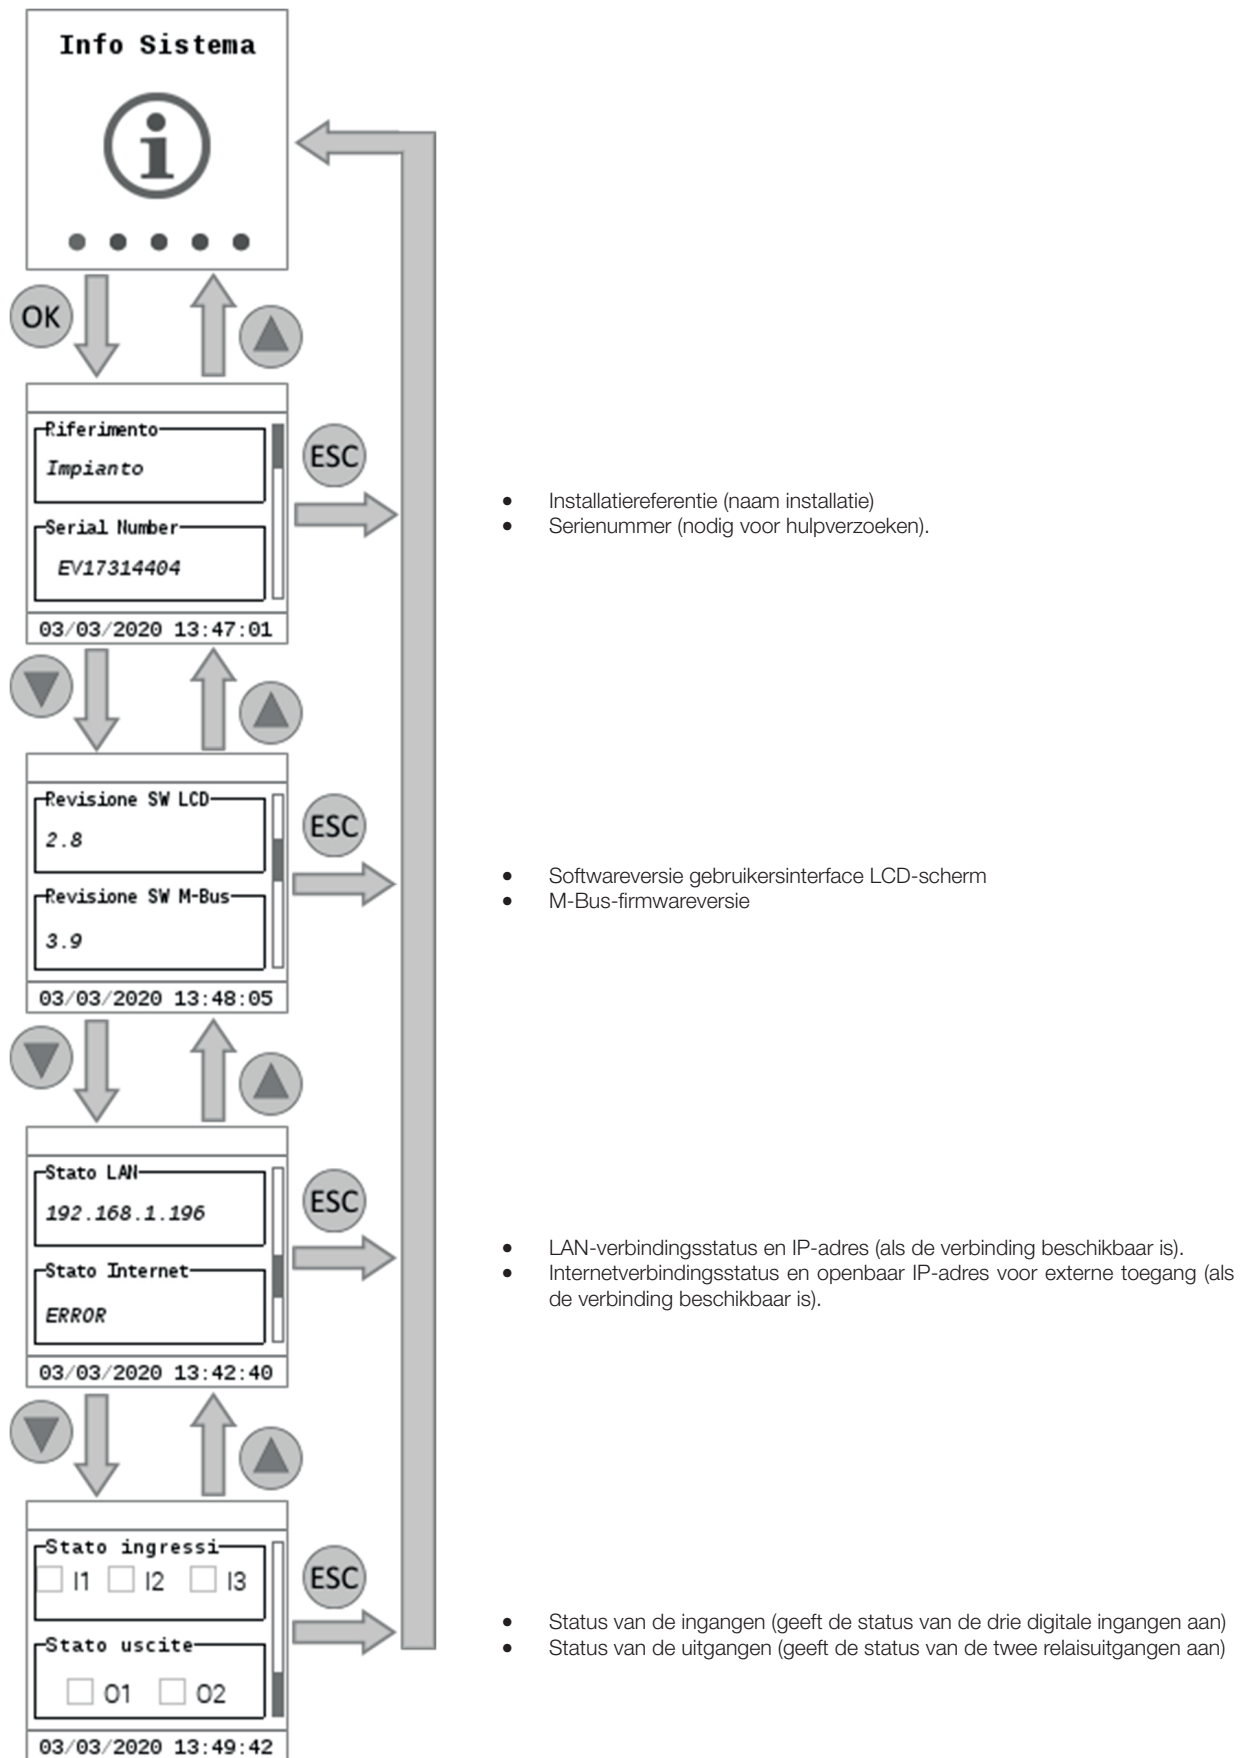 Info Sistema
OK
Riferimento
Impianto
ESC
Serial Number
EV17314404
03/03/2020 13:47:01
• Installatiereferentie (naam installatie)
• Serienummer (nodig voor hulpverzoeken).
Revisione SW LCD
2.8
ESC
Revisione SW M-Bus
3.9
03/03/2020 13:48:05
• Softwareversie gebruikersinterface LCD-scherm
• M-Bus-firmwareversie
Stato LAN
192.168.1.196
ESC
Stato Internet
ERROR
03/03/2020 13:42:40
• LAN-verbindingsstatus en IP-adres (als de verbinding beschikbaar is).
• Internetverbindingsstatus en openbaar IP-adres voor externe toegang (als
de verbinding beschikbaar is).
Stato ingressi
I1 I2 I3
ESC
Stato uscite
O1 O2
03/03/2020 13:49:42
• Status van de ingangen (geeft de status van de drie digitale ingangen aan)
• Status van de uitgangen (geeft de status van de twee relaisuitgangen aan)